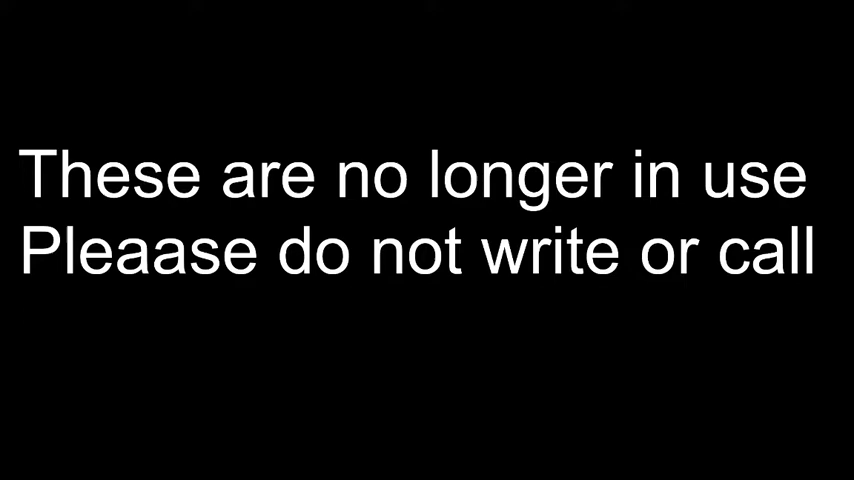 These are no longer in use
Pleaase do not write or call